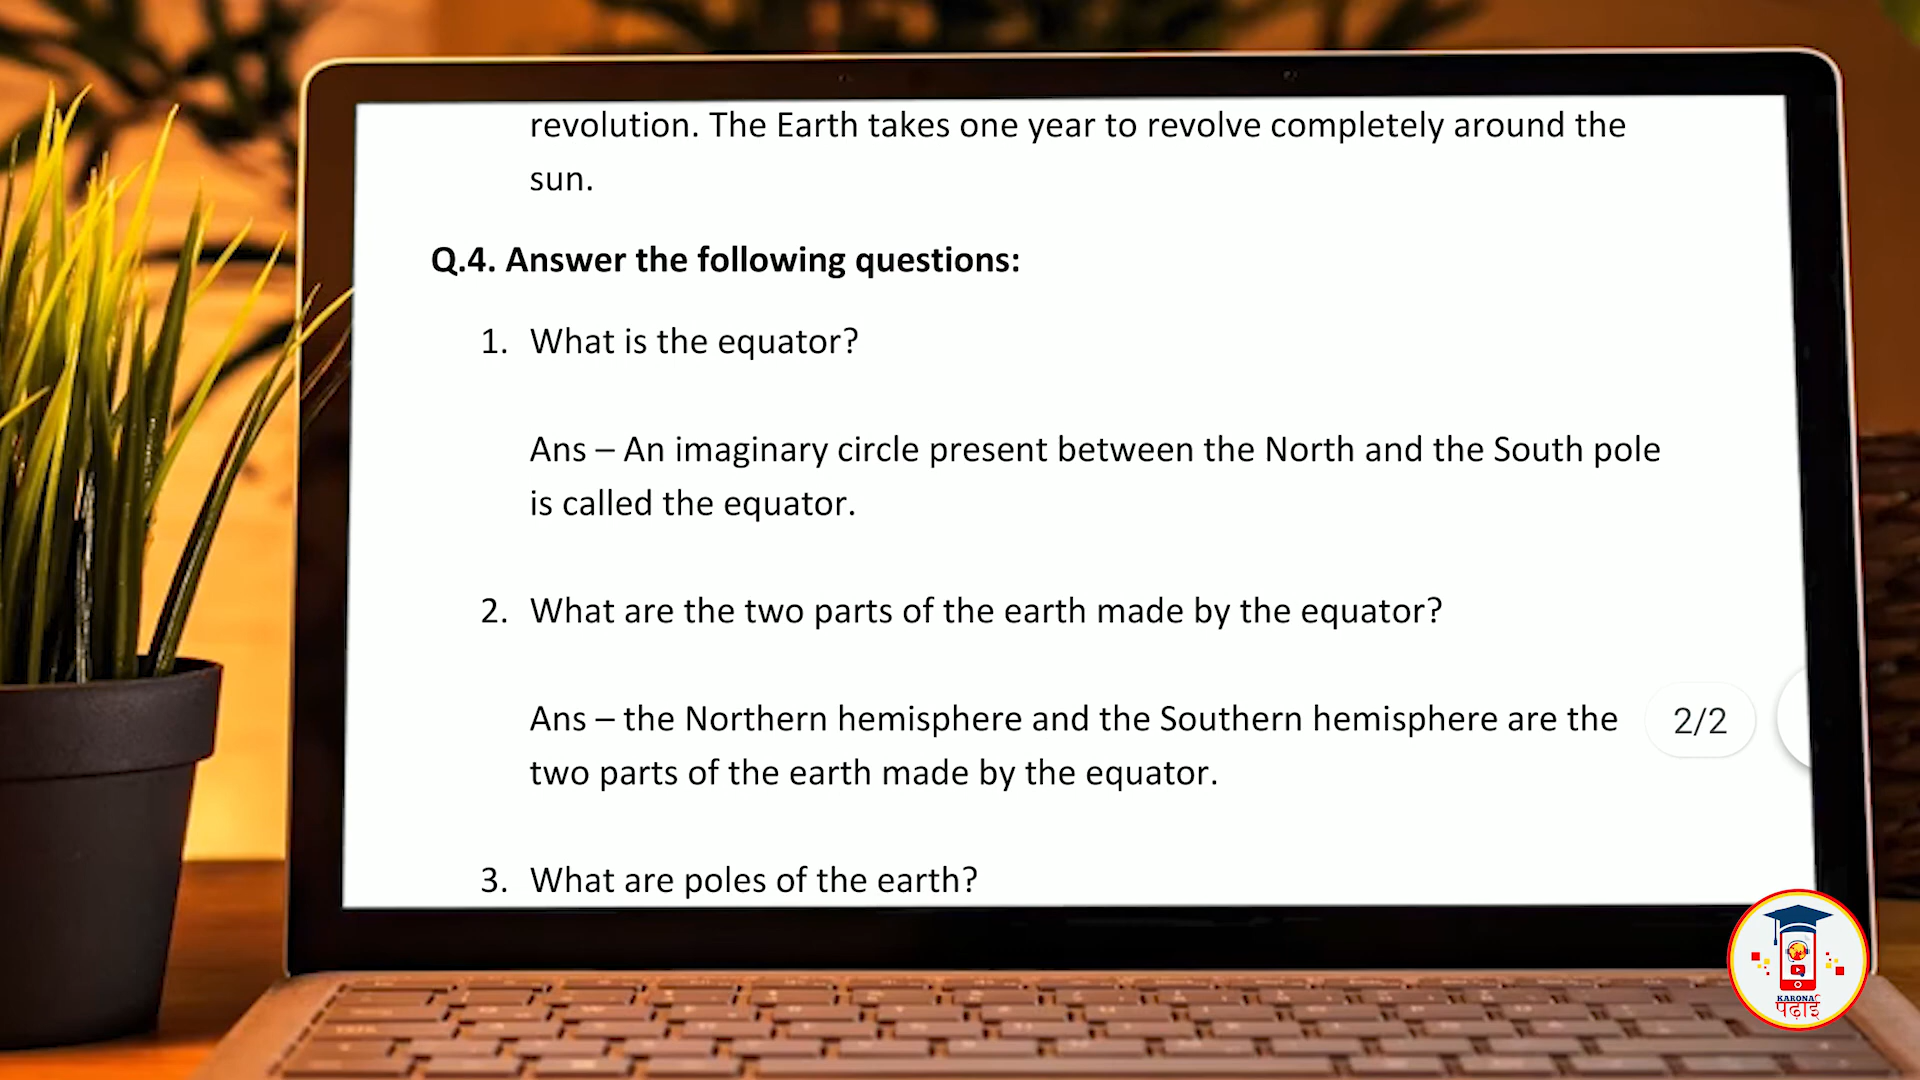 revolution. The Earth takes one year to revolve completely around the
sun.
Q.4. Answer the following questions:
1. What is the equator?
Ans – An imaginary circle present between the North and the South pole
is called the equator.
2. What are the two parts of the earth made by the equator?
Ans – the Northern hemisphere and the Southern hemisphere are the
two parts of the earth made by the equator.
2/2
3. What are poles of the earth?
KARONA
पढ़ाई